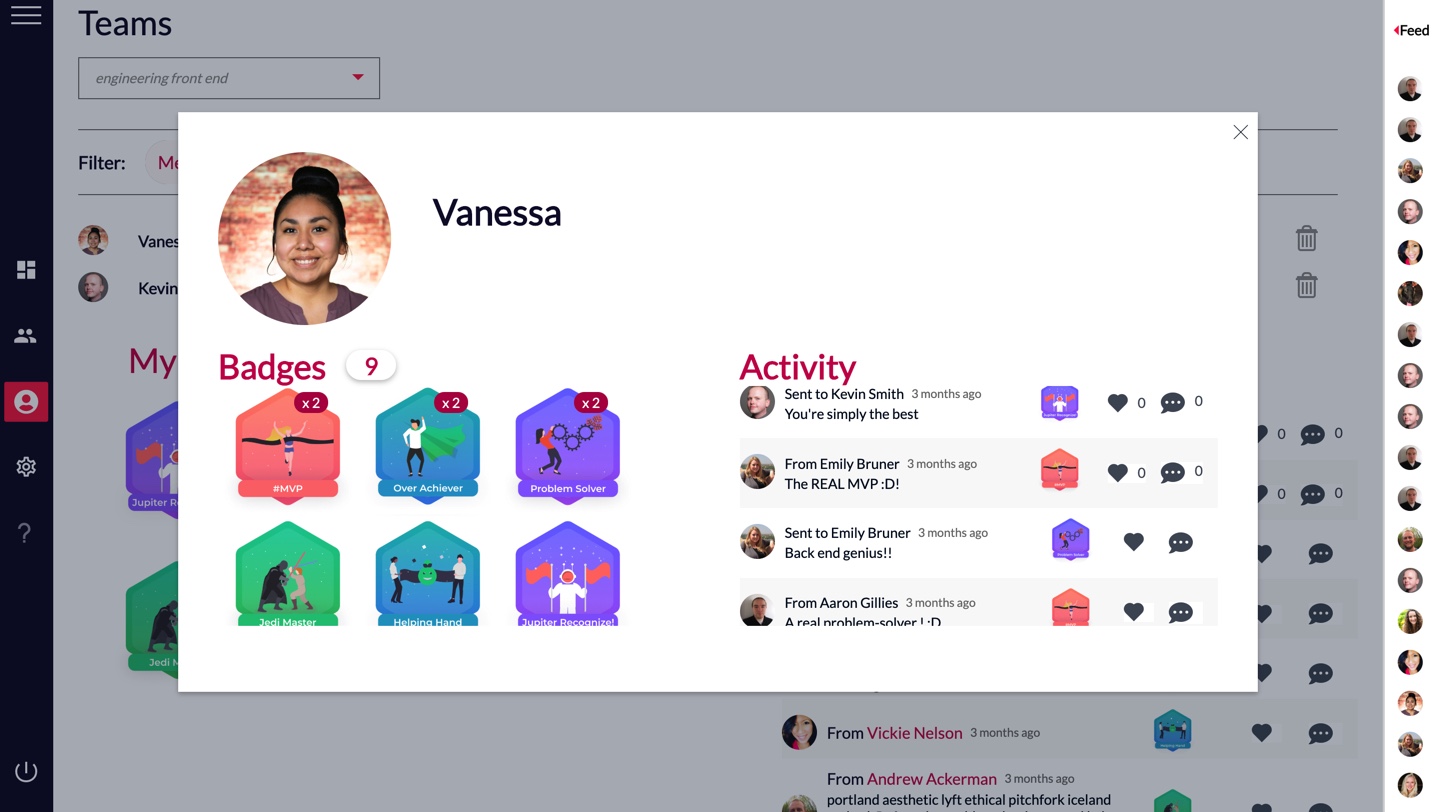 Teams
Feed
engineering front end
Filter:
Me
Vanessa
Vanes
Kevin
My
Badges 9
Activity
x 2
x 2
x 2
#MVP
Over Achiever
Problem Solver
Jedi Master
Helping Hand
Jupiter Recognize!
Sent to Kevin Smith 3 months ago
0 0
You're simply the best
From Emily Bruner 3 months ago
0 0
The REAL MVP :D!
Sent to Emily Bruner 3 months ago
Back end genius!!
From Aaron Gillies 3 months ago
A real problem-solver ! :D
0 0
0 0
Jupiter R
Jedi M
From Vickie Nelson 3 months ago
From Andrew Ackerman 3 months ago
portland aesthetic lyft ethical pitchfork iceland
?